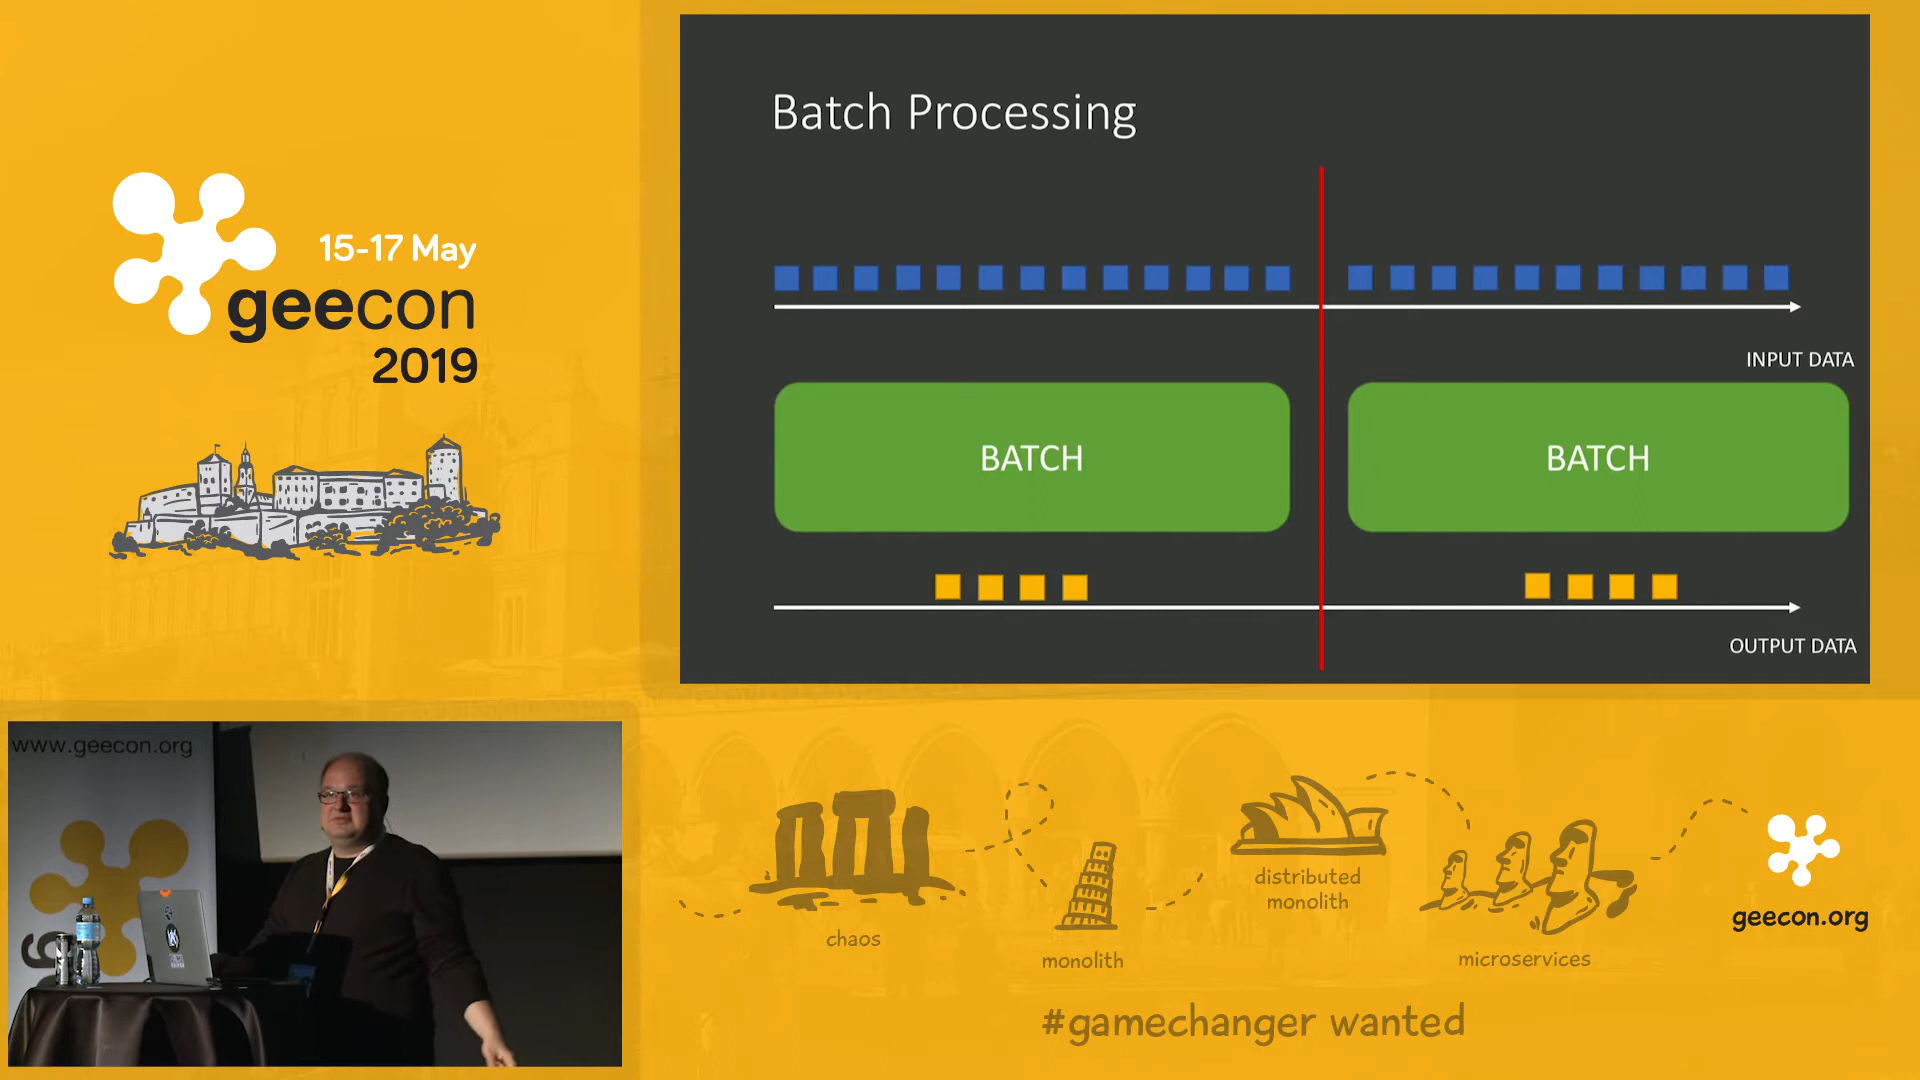 15-17 May
geecon
2019
Batch Processing
INPUT DATA
BATCH
BATCH
OUTPUT DATA
www.geecon.org
chaos
monolith
distributed
monolith
microservices
geecon.org
#gamechanger wanted